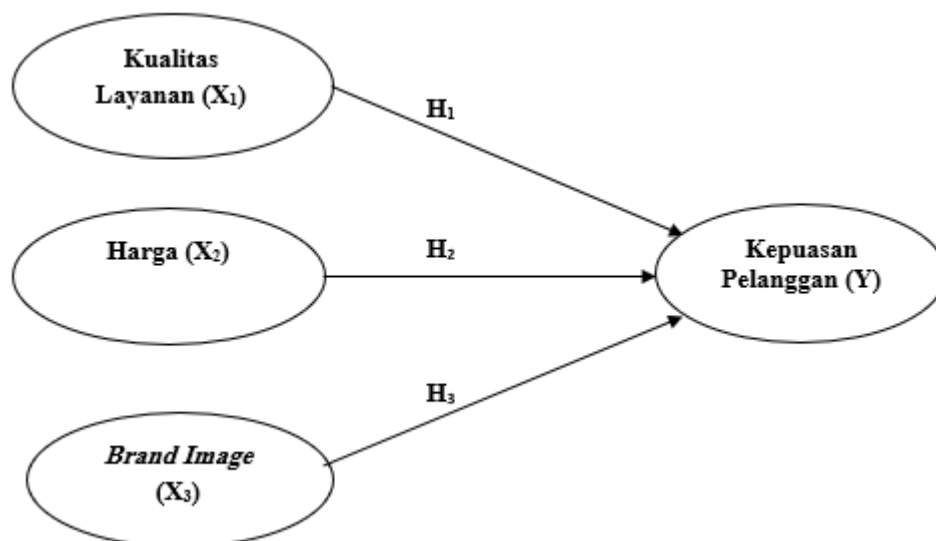 Kualitas
Layanan (X₁)
H₁
Harga (X₂)
H₂
Kepuasan
Pelanggan (Y)
H₃
Brand Image
(X₃)